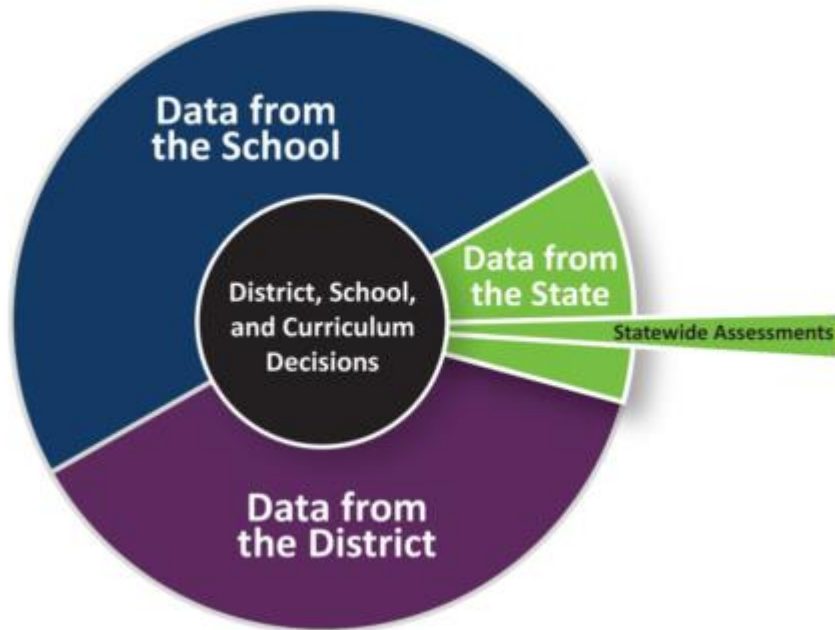 Data from
the School
Data from
the State
District, School,
and Curriculum
Decisions
Statewide Assessments
Data from
the District